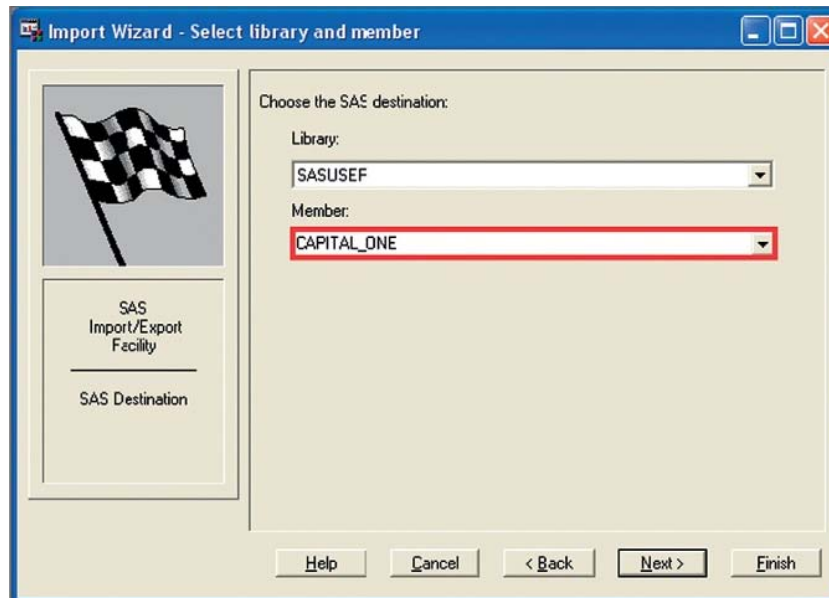 Import Wizard - Select library and member
Choose the SAS destination:
Library:
SASUSEF
Member:
CAPITAL_ONE
SAS
Import/Export
Facility
SAS Destination
Help
Cancel
< Back
Next >
Finish